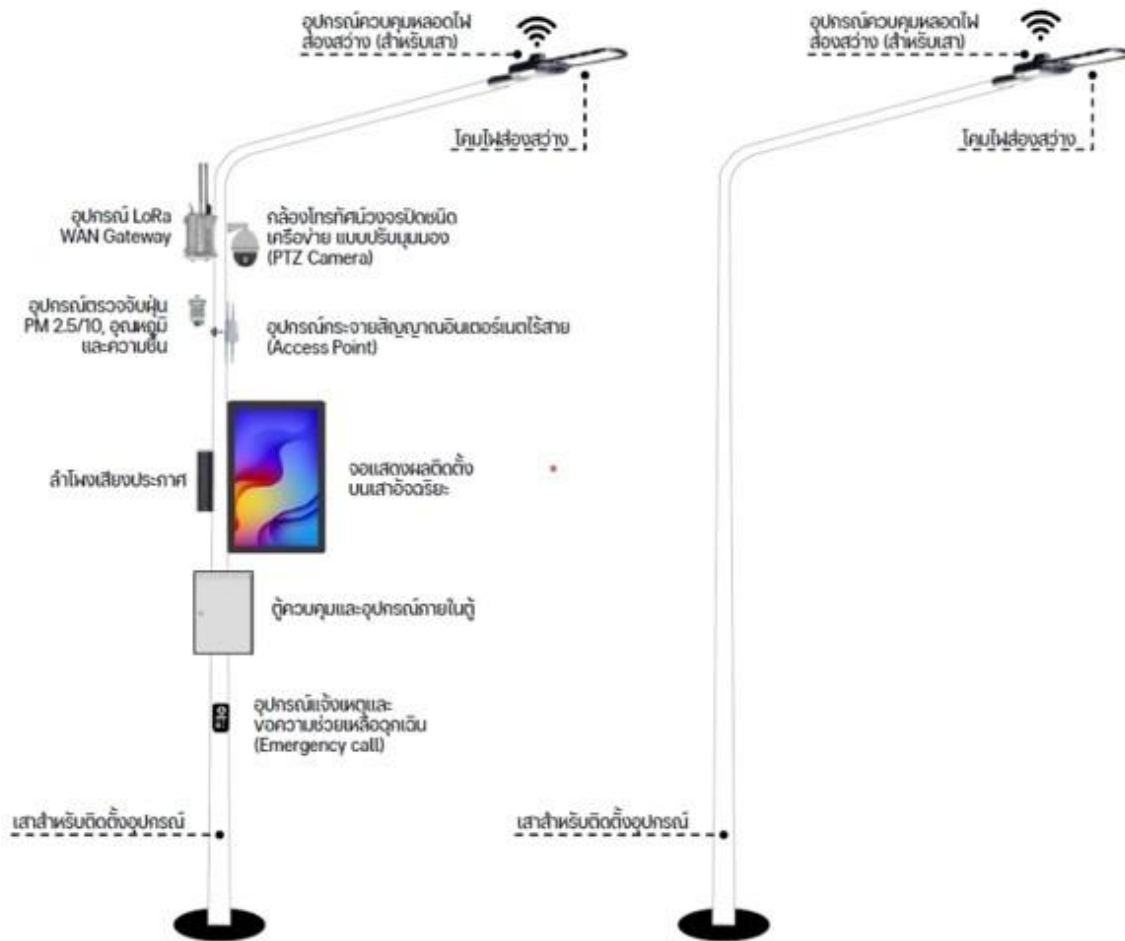 อุปกรณ์ควบคุมหลอดไฟ
ส่องสว่าง (สำหรับเสา)
โคมไฟส่องสว่าง
อุปกรณ์ LoRa
WAN Gateway
กล้องโทรทัศน์วงจรปิดชนิด
เครือข่าย แบบปรับมุมมอง
(PTZ Camera)
อุปกรณ์ตรวจจับฝุ่น
PM 2.5/10, อุณหภูมิ
และความชื้น
อุปกรณ์กระจายสัญญาณอินเตอร์เนตไร้สาย
(Access Point)
ลำโพงเสียงประกาศ
จอแสดงผลติดตั้ง
บนเสาอัจฉริยะ
ตู้ควบคุมและอุปกรณ์ภายในตู้
อุปกรณ์แจ้งเหตุและ
ขอความช่วยเหลือฉุกเฉิน
(Emergency call)
เสาสำหรับติดตั้งอุปกรณ์
อุปกรณ์ควบคุมหลอดไฟ
ส่องสว่าง (สำหรับเสา)
โคมไฟส่องสว่าง
เสาสำหรับติดตั้งอุปกรณ์